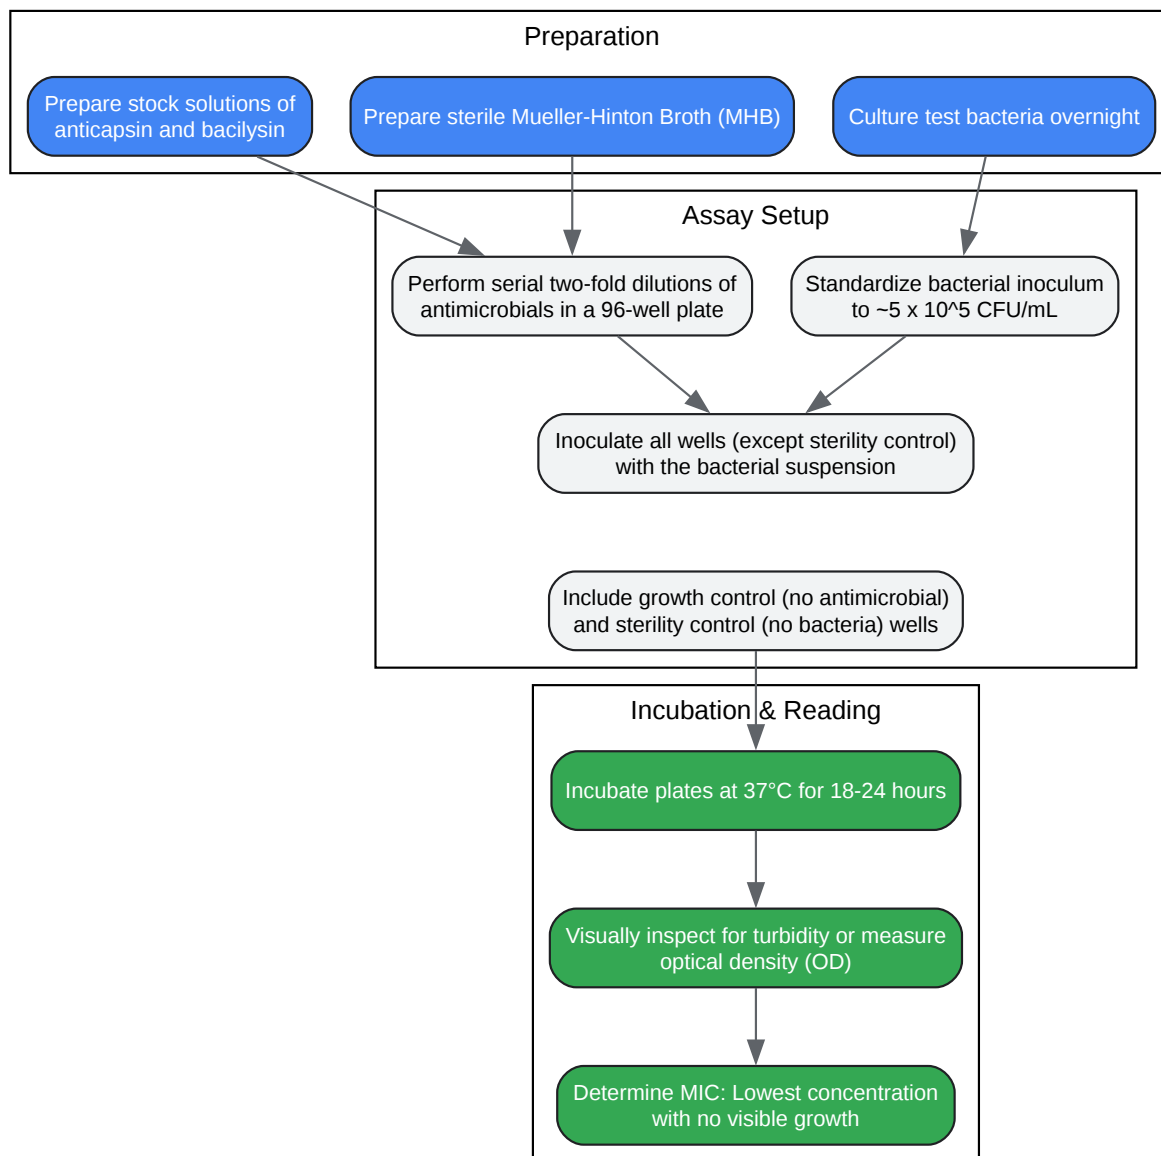 Preparation
Prepare stock solutions of
anticapsin and bacilysin
Prepare sterile Mueller-Hinton Broth (MHB)
Culture test bacteria overnight
Assay Setup
Perform serial two-fold dilutions of
antimicrobials in a 96-well plate
Standardize bacterial inoculum
to ~5 x 10^5 CFU/mL
Inoculate all wells (except sterility control)
with the bacterial suspension
Include growth control (no antimicrobial)
and sterility control (no bacteria) wells
Incubation & Reading
Incubate plates at 37°C for 18-24 hours
Visually inspect for turbidity or measure
optical density (OD)
Determine MIC: Lowest concentration
with no visible growth